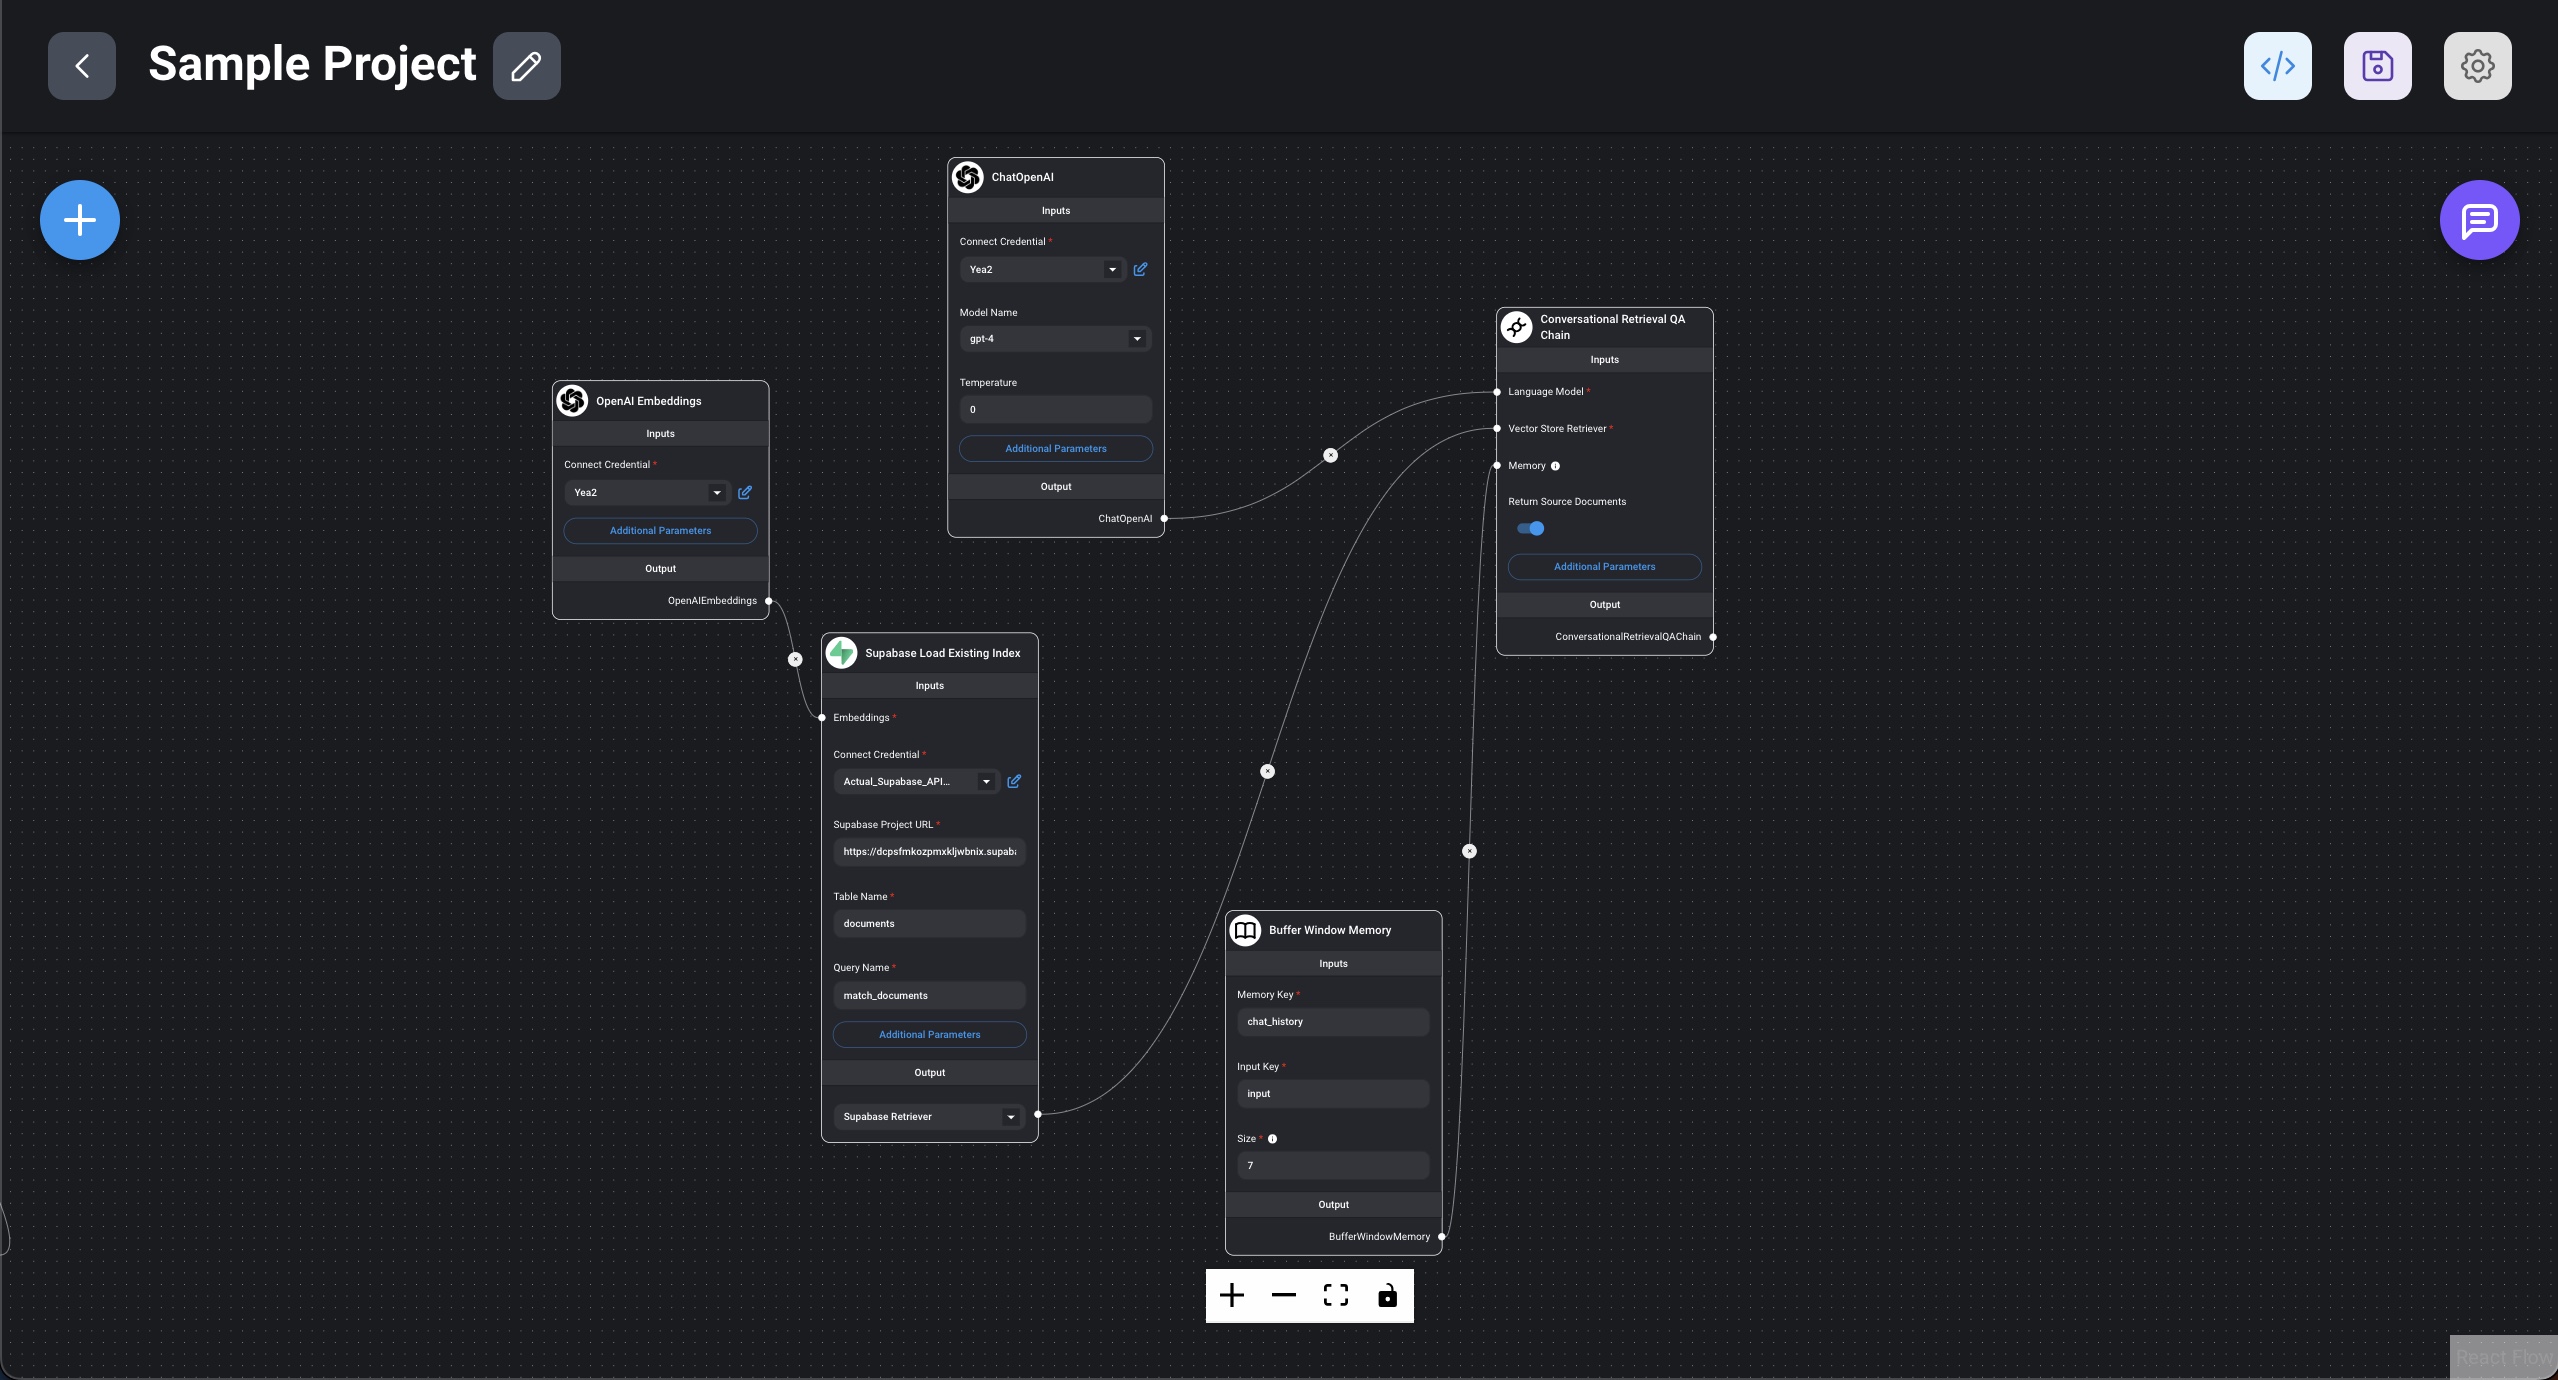 Sample Project
ChatOpenAI
Inputs
Connect Credential *
Yea2
Model Name
gpt-4
Temperature
0
Additional Parameters
Output
ChatOpenAI
OpenAI Embeddings
Inputs
Connect Credential *
Yea2
Additional Parameters
Output
OpenAIEmbeddings
Supabase Load Existing Index
Inputs
Embeddings *
Connect Credential *
Actual_Supabase_API...
Supabase Project URL *
https://dcpsfmkozpmxkljwbnix.supaba
Table Name *
documents
Query Name *
match_documents
Additional Parameters
Output
Supabase Retriever
Conversational Retrieval QA
Chain
Inputs
Language Model *
Vector Store Retriever *
Memory
Return Source Documents
Additional Parameters
Output
ConversationalRetrievalQAChain
Buffer Window Memory
Inputs
Memory Key *
chat_history
Input Key *
input
Size *
7
Output
BufferWindowMemory
React Flow